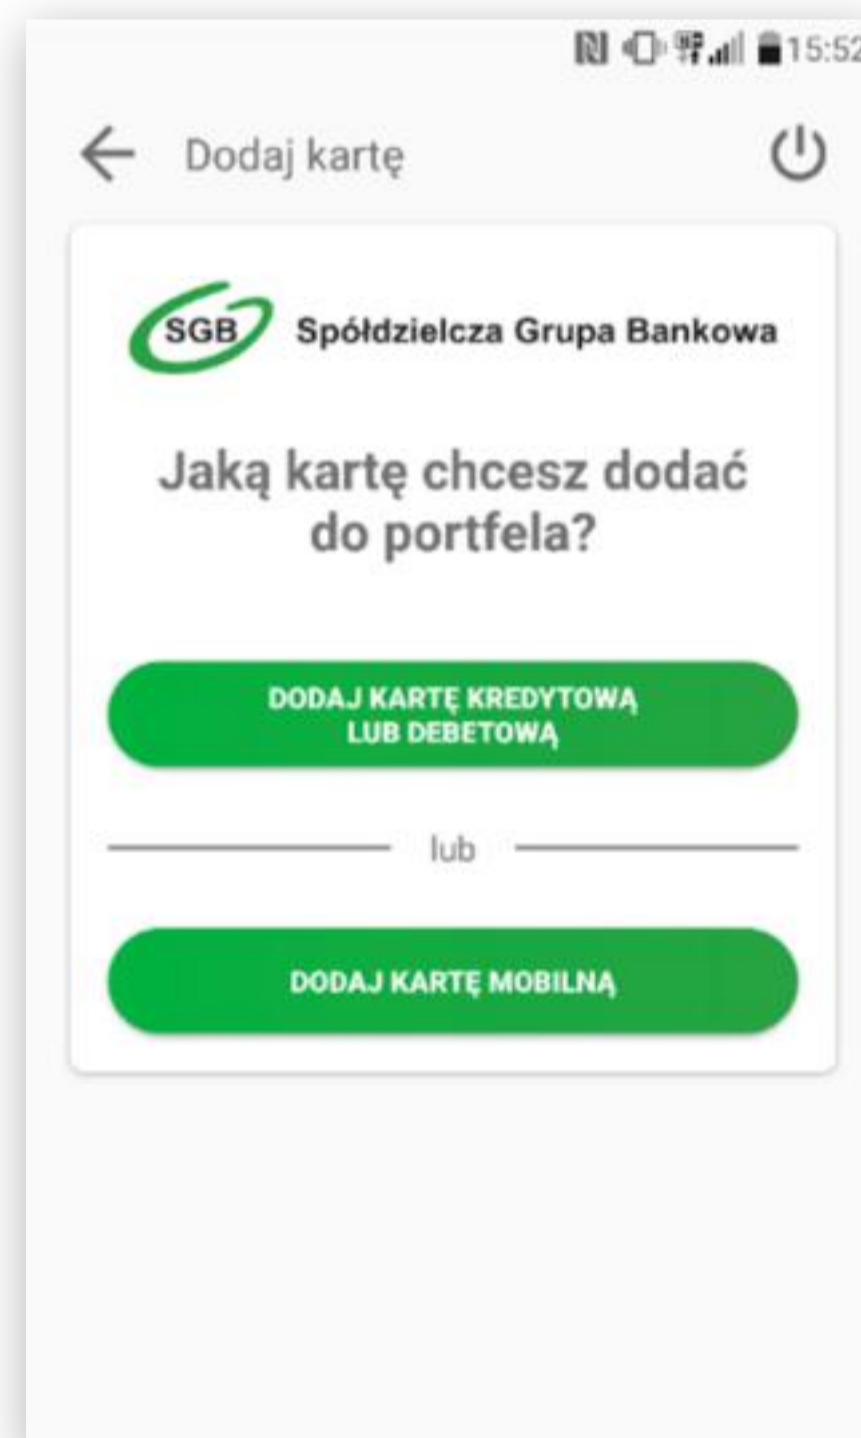 15:52
Dodaj kartę
SGB Spółdzielcza Grupa Bankowa
Jaką kartę chcesz dodać
do portfela?
DODAJ KARTĘ KREDYTOWĄ
LUB DEBETOWĄ
lub
DODAJ KARTĘ MOBILNĄ